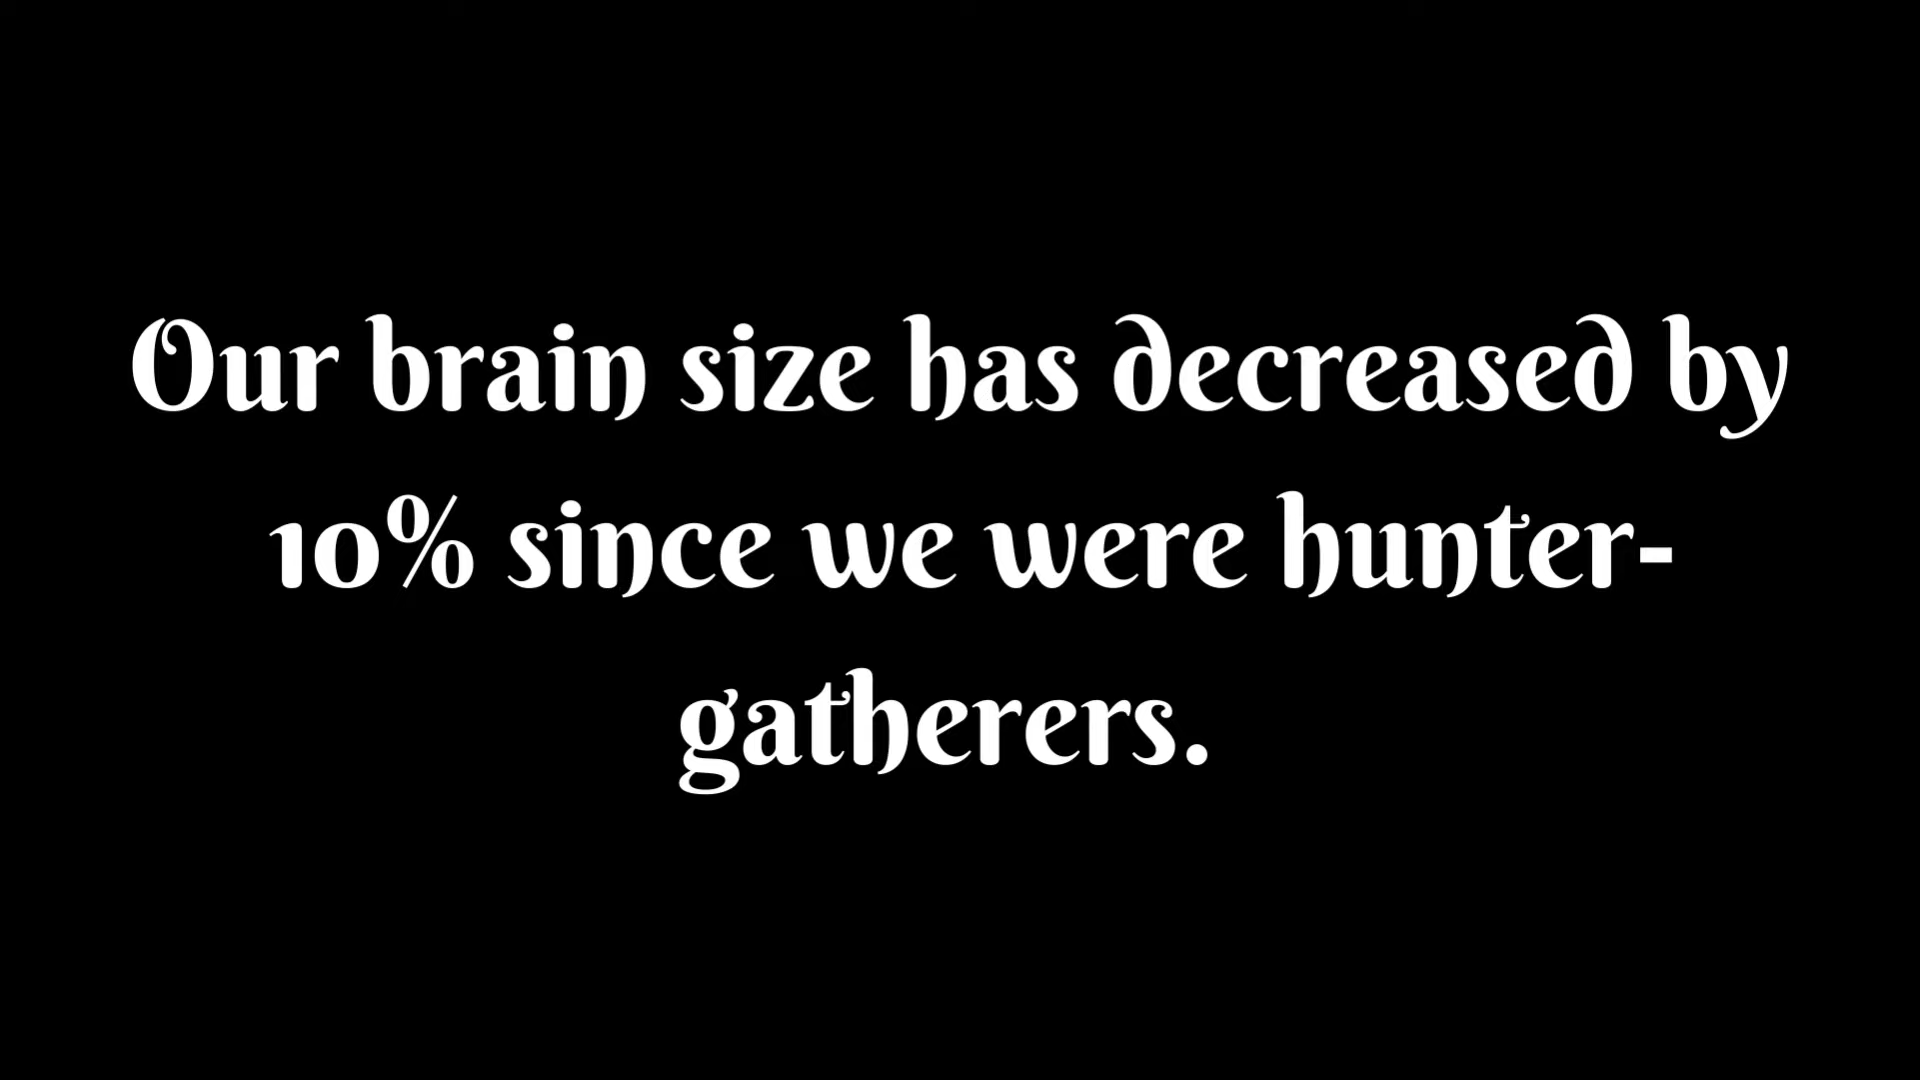 Our brain size has decreased by
10% since we were hunter-
gatherers.